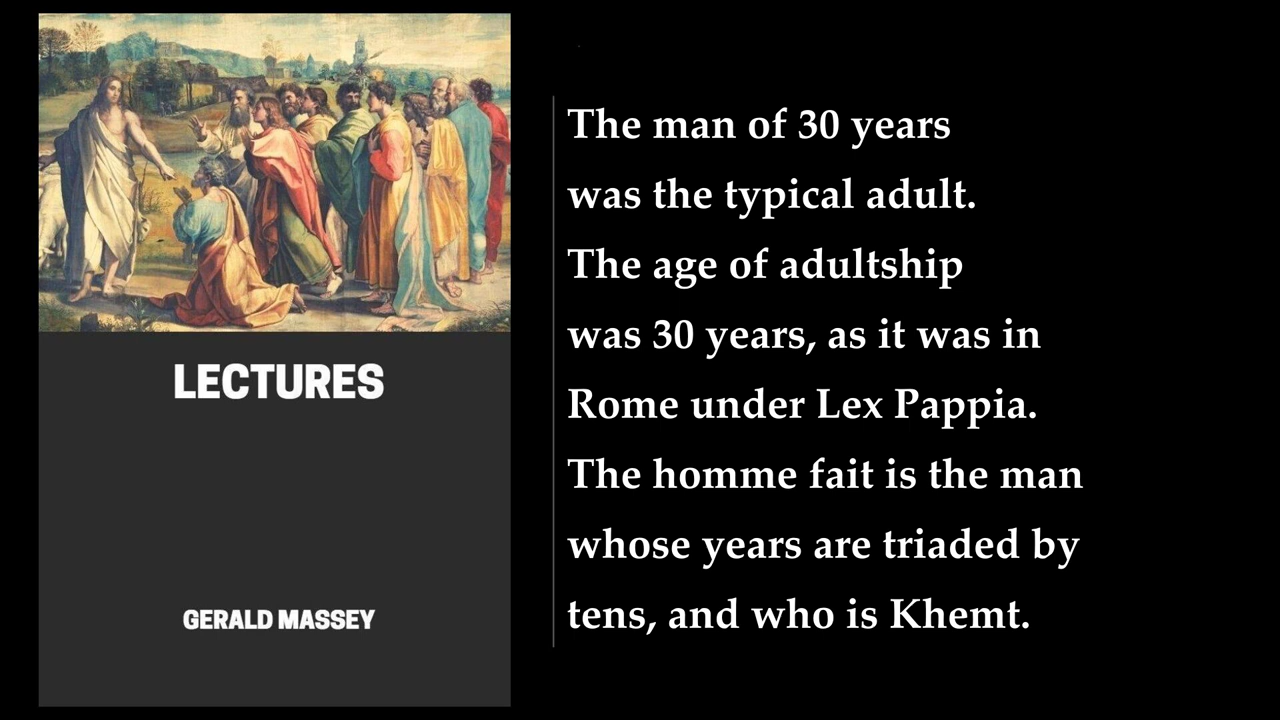 LECTURES
GERALD MASSEY
The man of 30 years
was the typical adult.
The age of adultship
was 30 years, as it was in
Rome under Lex Pappia.
The homme fait is the man
whose years are triaded by
tens, and who is Khemt.